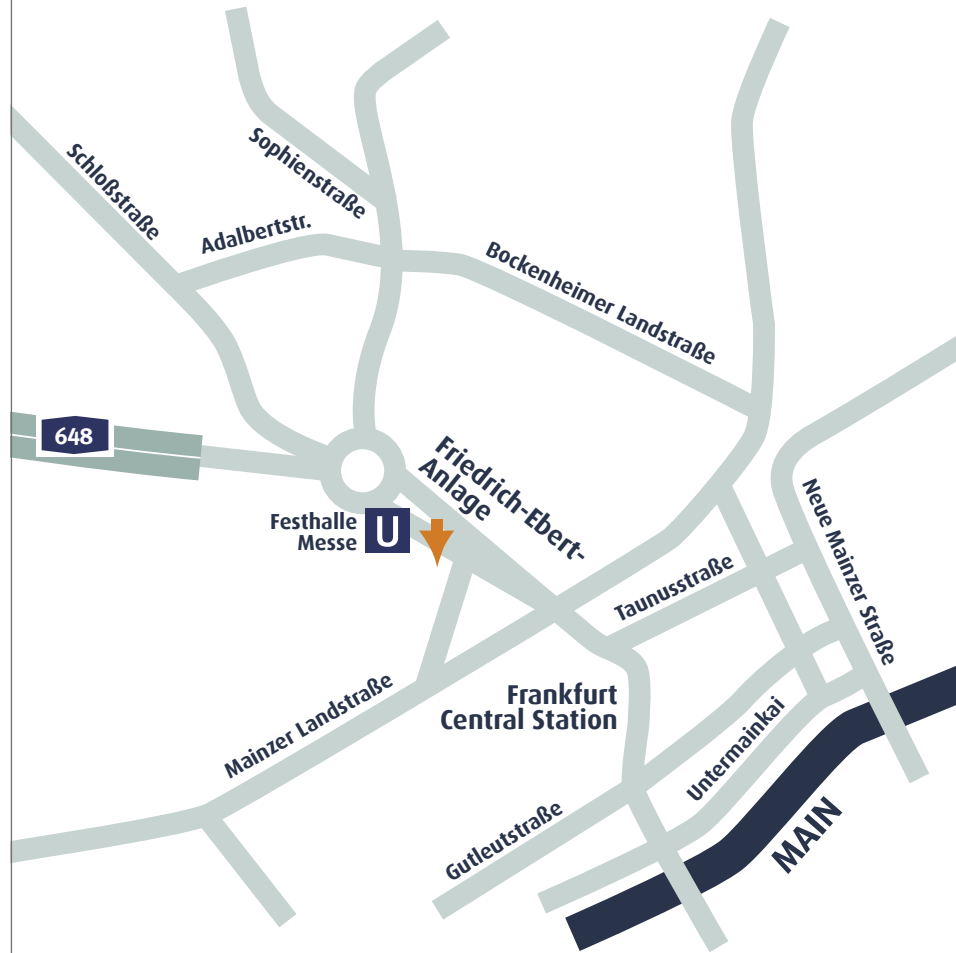 Sophienstraße
Schloßstraße
Adalbertstr.
Bockenheimer Landstraße
648
Friedrich-Ebert-
Anlage
Festhalle
Messe
U
Neue Mainzer Straße
Taunusstraße
Mainzer Landstraße
Frankfurt
Central Station
Untermainkai
Gutleutstraße
MAIN